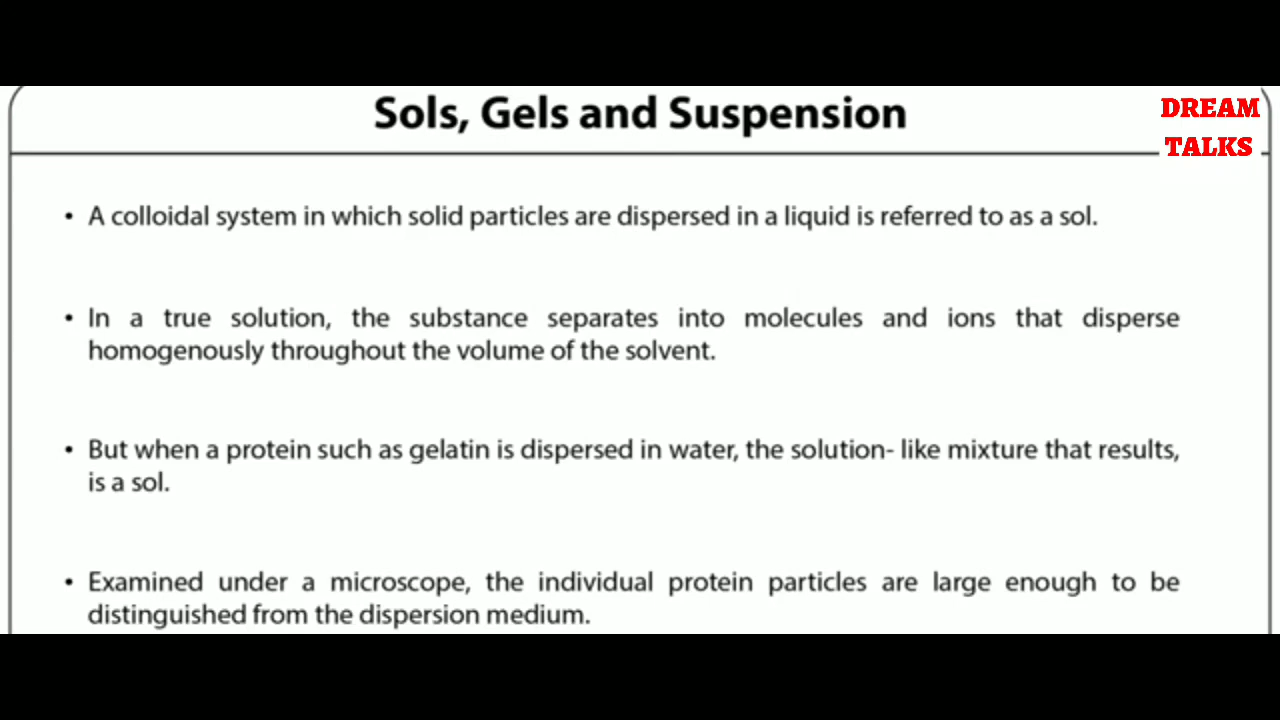 Sols, Gels and Suspension
DREAM
TALKS
• A colloidal system in which solid particles are dispersed in a liquid is referred to as a sol.
• In a true solution, the substance separates into molecules and ions that disperse
homogenously throughout the volume of the solvent.
• But when a protein such as gelatin is dispersed in water, the solution- like mixture that results,
is a sol.
• Examined under a microscope, the individual protein particles are large enough to be
distinguished from the dispersion medium.